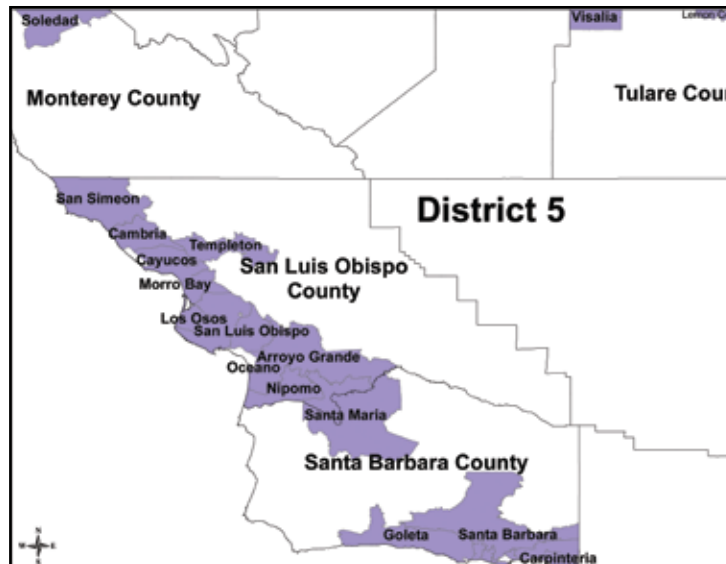 Soledad
Visalia
Monterey County
Tulare
District 5
San Simeon
Cambria
Templeton
Cayucos
San Luis Obispo
County
Morro Bay
Los Osos
San Luis Obispo
Arroyo Grande
Oceano
Nipomo
Santa Maria
Santa Barbara County
Goleta
Santa Barbara
Carpinteria
N
W
E
S